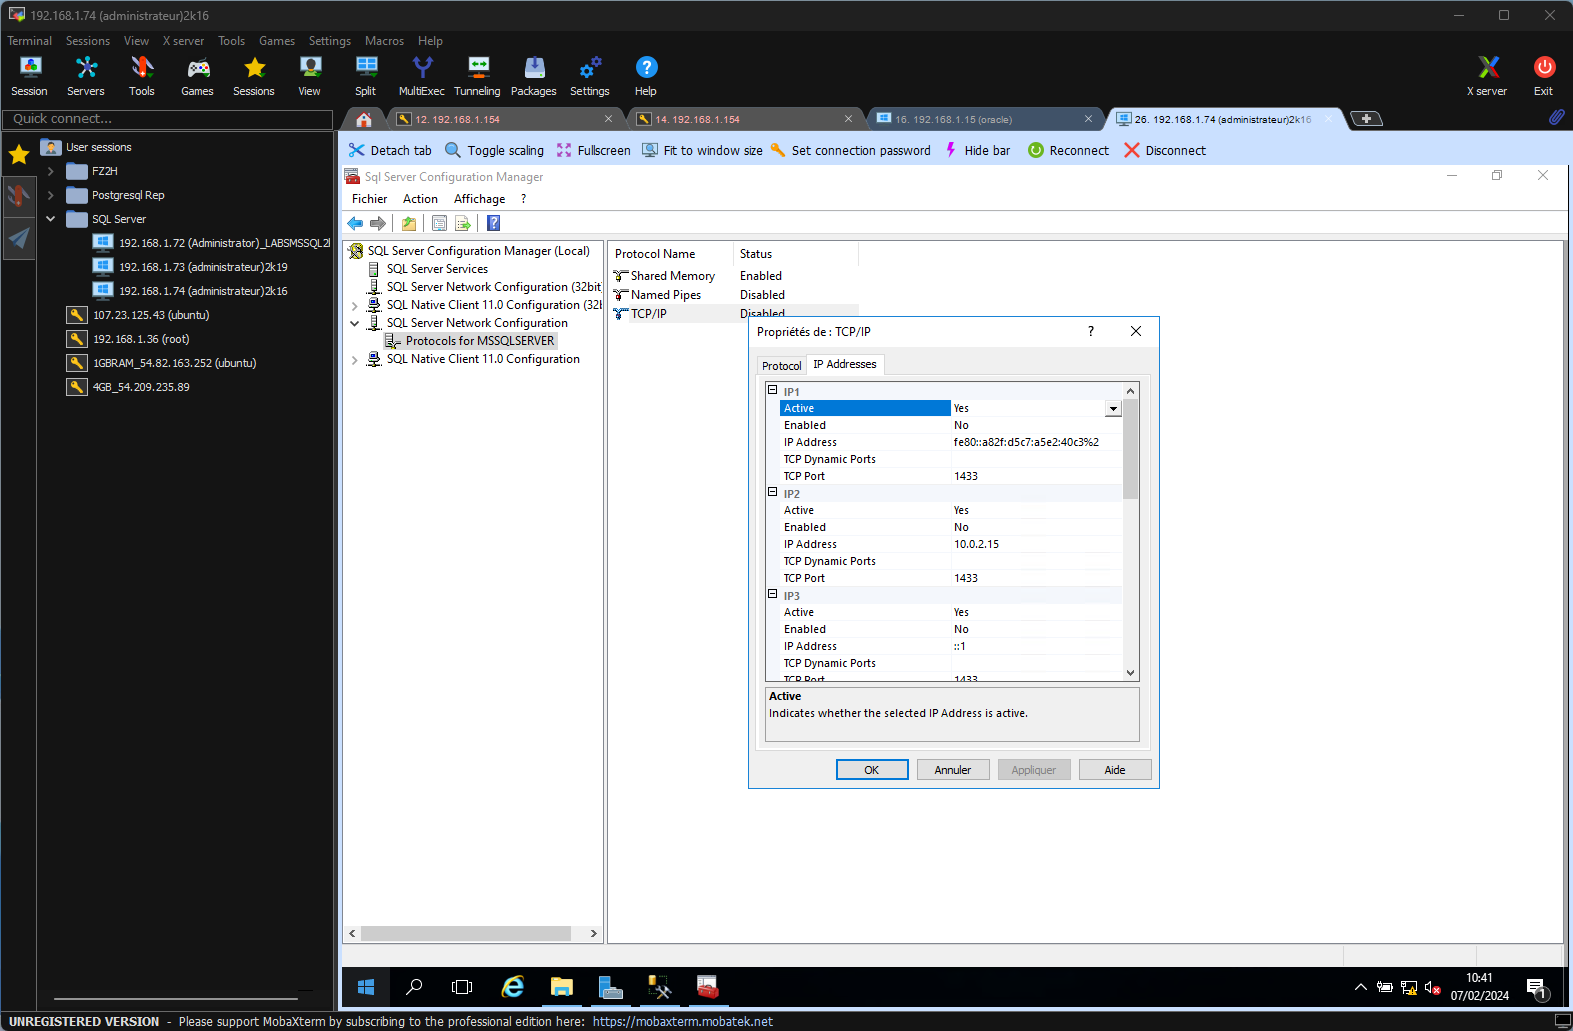 192.168.1.74 (administrateur)2k16
Terminal Sessions View X server Tools Games Settings Macros Help
Session Servers Tools Games Sessions View Split MultiExec Tunneling Packages Settings Help X server Exit
Quick connect...
12. 192.168.1.154
14. 192.168.1.154
16. 192.168.1.15 (oracle)
26. 192.168.1.74 (administrateur)2k16
Detach tab Toggle scaling Fullscreen Fit to window size Set connection password Hide bar Reconnect Disconnect
User sessions
FZ2H
Postgresql Rep
SQL Server
192.168.1.72 (Administrator)_LABSMSSQL2
192.168.1.73 (administrateur)2k19
192.168.1.74 (administrateur)2k16
107.23.125.43 (ubuntu)
192.168.1.36 (root)
1GBRAM_54.82.163.252 (ubuntu)
4GB_54.209.235.89
Sql Server Configuration Manager
Fichier Action Affichage ?
SQL Server Configuration Manager (Local)
SQL Server Services
SQL Server Network Configuration (32bit
SQL Native Client 11.0 Configuration (32b
SQL Server Network Configuration
Protocols for MSSQLSERVER
SQL Native Client 11.0 Configuration
Protocol Name Status
Shared Memory Enabled
Named Pipes Disabled
TCP/IP Disabled
Propriétés de : TCP/IP
?
Protocol IP Addresses
IP1
Active Yes
Enabled No
IP Address fe80::a82f:d5c7:a5e2:40c3%2
TCP Dynamic Ports
TCP Port 1433
IP2
Active Yes
Enabled No
IP Address 10.0.2.15
TCP Dynamic Ports
TCP Port 1433
IP3
Active Yes
Enabled No
IP Address ::1
TCP Dynamic Ports
TCP Port 1433
Active
Indicates whether the selected IP Address is active.
OK Annuler Appliquer Aide
10:41
07/02/2024
1
UNREGISTERED VERSION - Please support MobaXterm by subscribing to the professional edition here: https://mobaxterm.mobatek.net